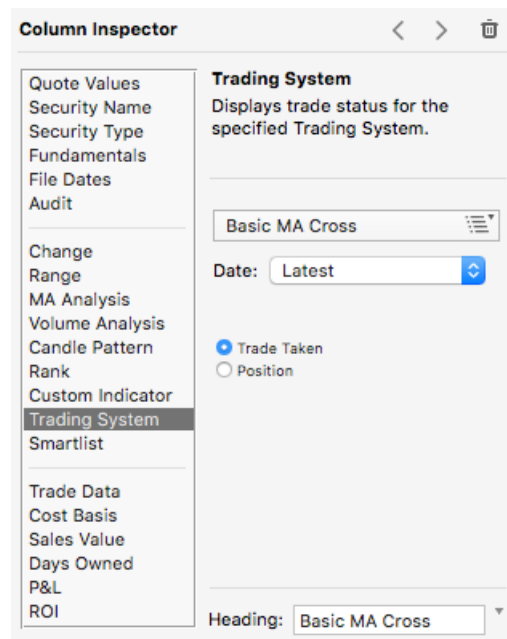 Column Inspector
Quote Values
Security Name
Security Type
Fundamentals
File Dates
Audit
Change
Range
MA Analysis
Volume Analysis
Candle Pattern
Rank
Custom Indicator
Trading System
Smartlist
Trade Data
Cost Basis
Sales Value
Days Owned
P&L
ROI
Trading System
Displays trade status for the
specified Trading System.
Basic MA Cross
Date: Latest
Trade Taken
Position
Heading: Basic MA Cross